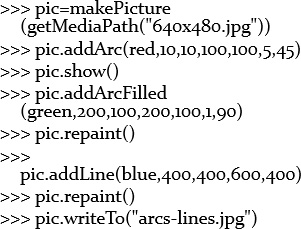 >>> pic=makePicture
(getMediaPath("640x480.jpg"))
>>> pic.addArc(red,10,10,100,100,5,45)
>>> pic.show()
>>> pic.addArcFilled
(green,200,100,200,100,1,90)
>>> pic.repaint()
>>>
pic.addLine(blue,400,400,600,400)
>>> pic.repaint()
>>> pic.writeTo("arcs-lines.jpg")